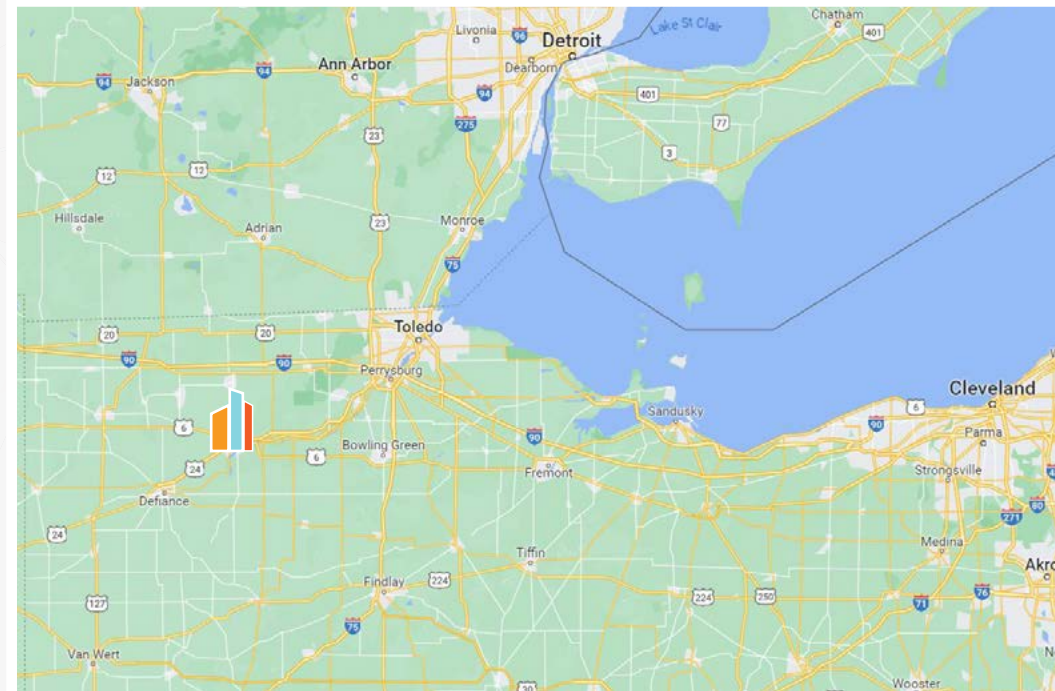 Chatham
Livonia
96
Detroit
Lake St Clair
401
Ann Arbor
Dearborn
94
94
Jackson
94
401
275
77
23
3
12
12
Hillsdale
23
Monroe
Adrian
75
20
20
Toledo
90
90
Perrysburg
Cleveland
6
Sandusky
90
Parma
6
Bowling Green
90
6
24
Fremont
Strongsville
Defiance
90
271
24
Medina
Tiffin
Akro
Findlay
224
224
250
76
127
71
75
Van Wert
Wooster
20